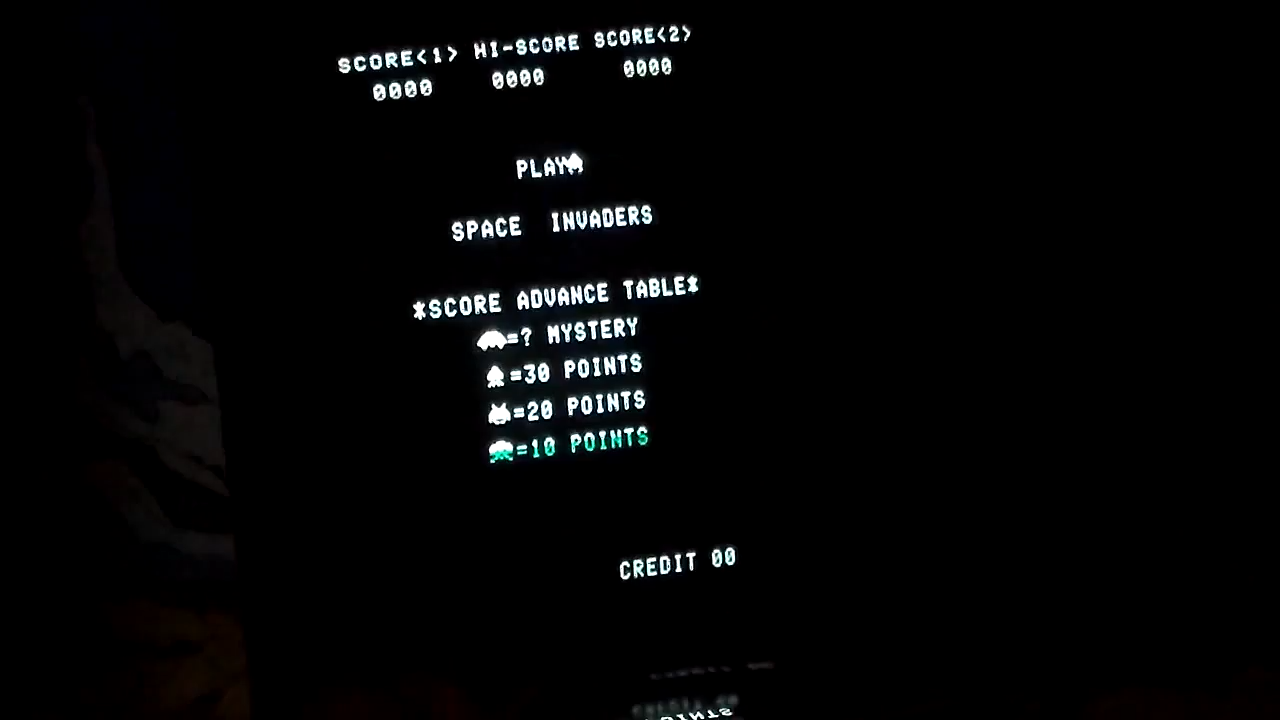 SCORE<1> HI-SCORE SCORE<2>
0000 0000 0000
PLAY
SPACE INVADERS
*SCORE ADVANCE TABLE*
=? MYSTERY
=30 POINTS
=20 POINTS
=10 POINTS
CREDIT 00